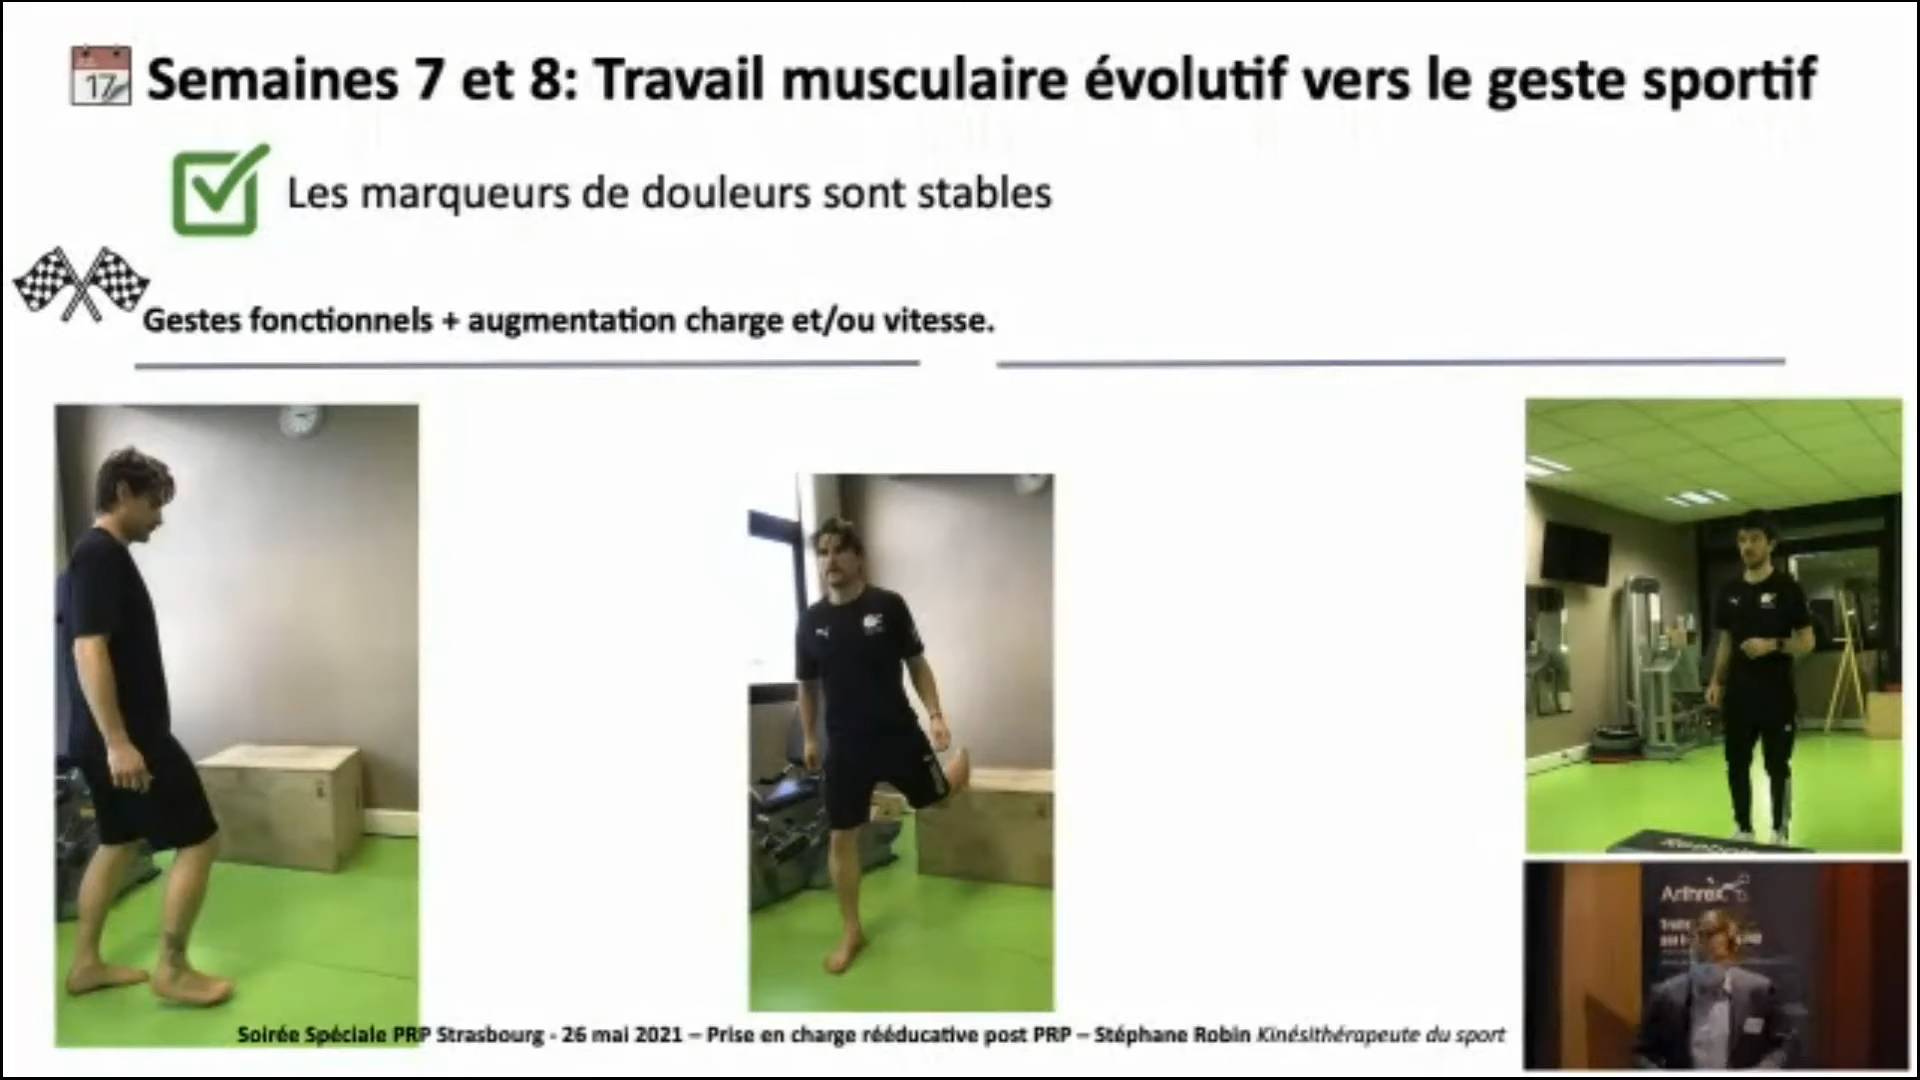 17
Semaines 7 et 8: Travail musculaire évolutif vers le geste sportif
Les marqueurs de douleurs sont stables
Gestes fonctionnels + augmentation charge et/ou vitesse.
Arthrex
Soirée Spéciale PRP Strasbourg - 26 mai 2021 – Prise en charge rééducative post PRP – Stéphane Robin Kinésithérapeute du sport